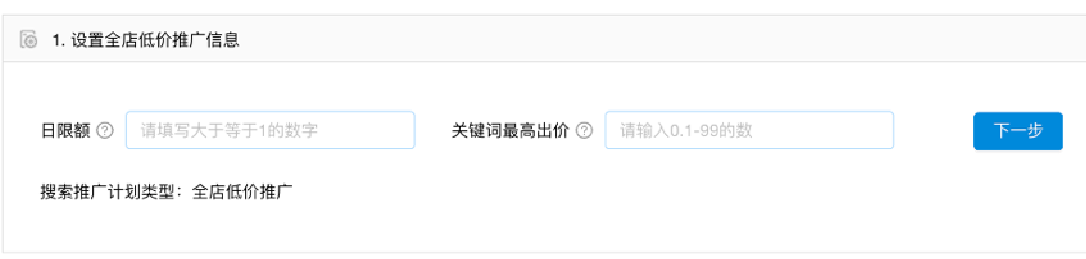 1. 设置全店低价推广信息
日限额 ? 请填写大于等于1的数字 关键词最高出价 ? 请输入0.1-99的数 下一步
搜索推广计划类型：全店低价推广